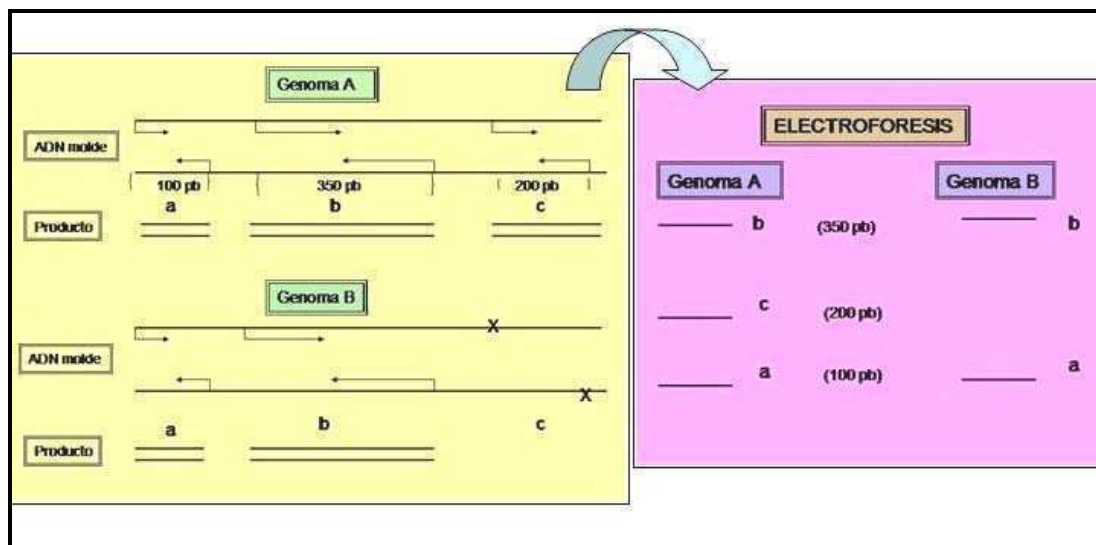 Genoma A
ADN molde
100 pb 350 pb 200 pb
a b c
Producto
Genoma B
X
ADN molde
X
a b c
Producto
ELECTROFORESIS
Genoma A Genoma B
b (350 pb) b
c (200 pb)
a (100 pb) a